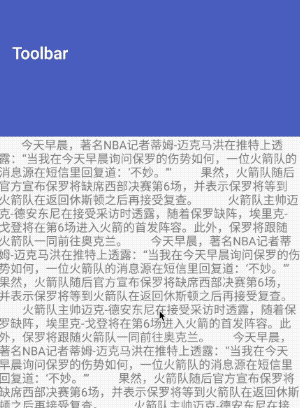 Toolbar
今天早晨，著名NBA记者蒂姆-迈克马洪在推特上透
露：“当我在今天早晨询问保罗的伤势如何，一位火箭队的
消息源在短信里回复道：‘不妙。’” 果然，火箭队随后
官方宣布保罗将缺席西部决赛第6场，并表示保罗将等到
火箭队在返回休斯顿之后再接受复查。 火箭队主帅迈
克-德安东尼在接受采访时透露，随着保罗缺阵，埃里克-
戈登将在第6场进入火箭的首发阵容。此外，保罗将跟随
火箭队一同前往奥克兰。 今天早晨，著名NBA记者蒂
姆-迈克马洪在推特上透露：“当我在今天早晨询问保罗的伤
势如何，一位火箭队的消息源在短信里回复道：‘不妙。’”
果然，火箭队随后官方宣布保罗将缺席西部决赛第6场，
并表示保罗将等到火箭队在返回休斯顿之后再接受复查。
火箭队主帅迈克-德安东尼在接受采访时透露，随着保
罗缺阵，埃里克-戈登将在第6场进入火箭的首发阵容。此
外，保罗将跟随火箭队一同前往奥克兰。 今天早晨，
著名NBA记者蒂姆-迈克马洪在推特上透露：“当我在今天
早晨询问保罗的伤势如何，一位火箭队的消息源在短信里
回复道：‘不妙。’” 果然，火箭队随后官方宣布保罗将
缺席西部决赛第6场，并表示保罗将等到火箭队在返回休斯
顿之后再接受复查。 火箭队主帅迈克-德安东尼在接